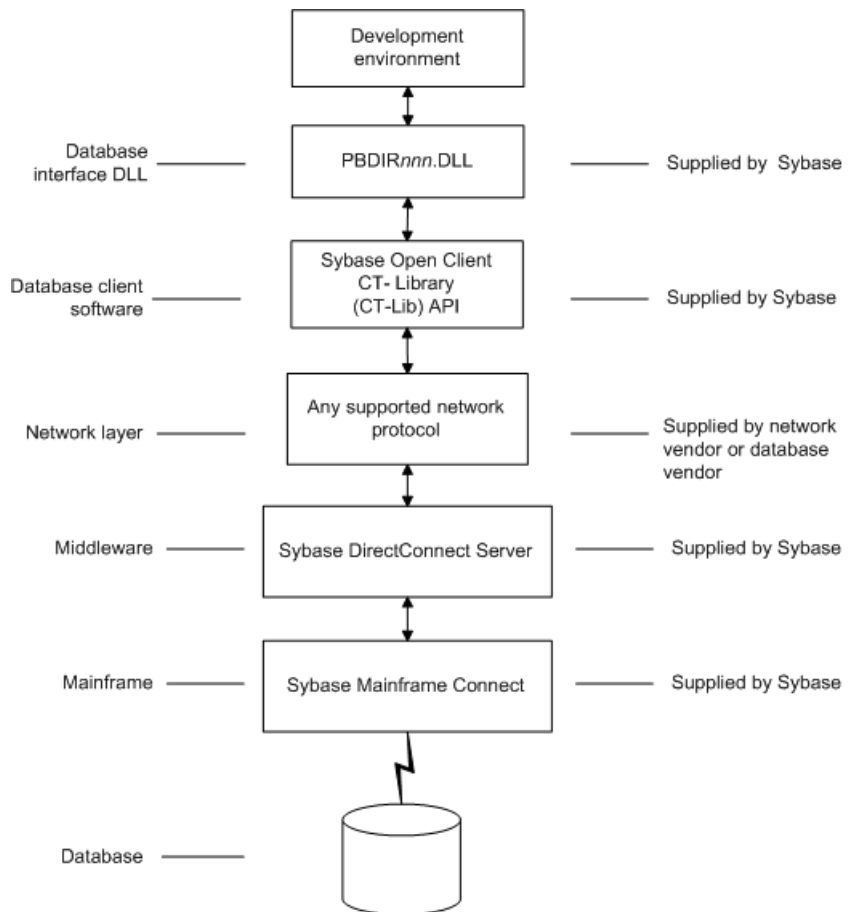 Development
environment
Database
interface DLL
PBDIRnnn.DLL
Supplied by Sybase
Database client
software
Sybase Open Client
CT- Library
(CT-Lib) API
Supplied by Sybase
Network layer
Any supported network
protocol
Supplied by network
vendor or database
vendor
Middleware
Sybase DirectConnect Server
Supplied by Sybase
Mainframe
Sybase Mainframe Connect
Supplied by Sybase
Database